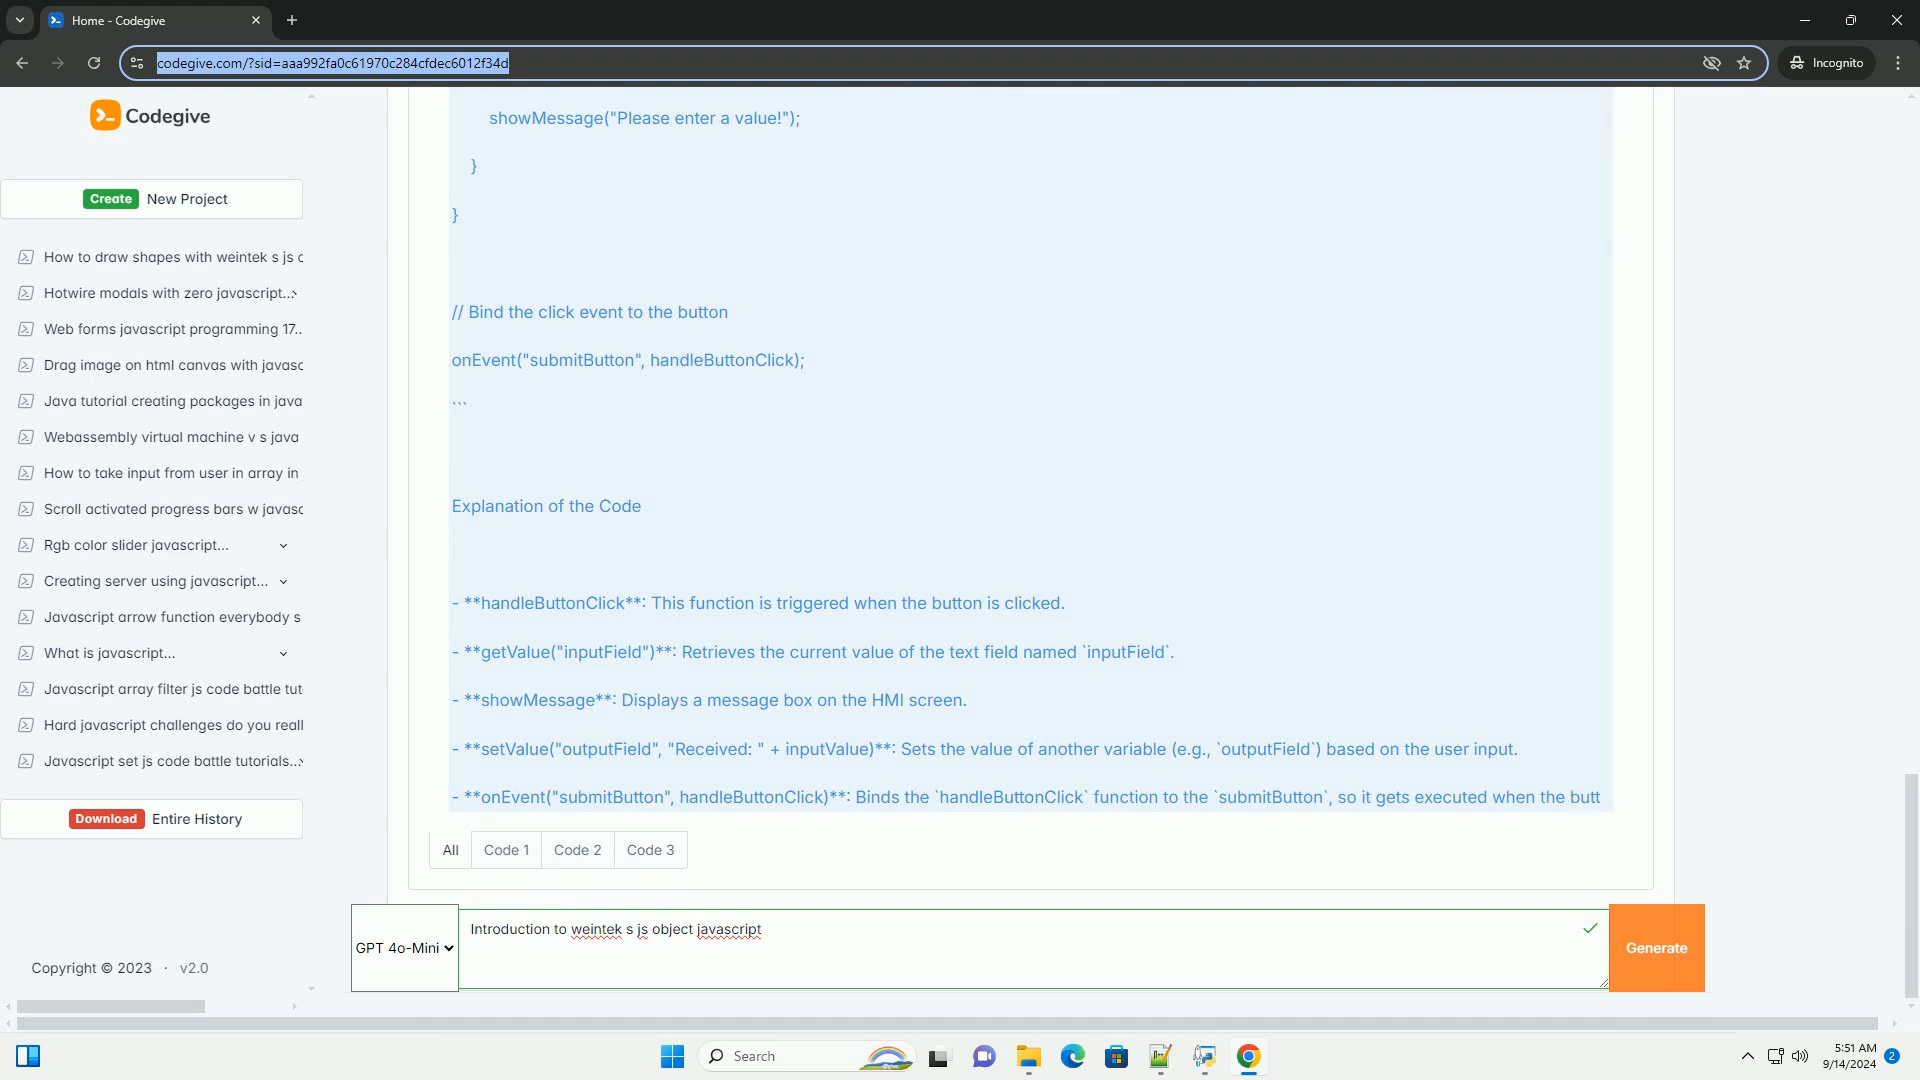 Home - Codegive
codegive.com/?sid=aaa992fa0c61970c284cfdec6012f34d
Incognito
Codegive
Create New Project
How to draw shapes with weintek s js
Hotwire modals with zero javascript...
Web forms javascript programming 17..
Drag image on html canvas with javasc
Java tutorial creating packages in java
Webassembly virtual machine v s java
How to take input from user in array in
Scroll activated progress bars w javasc
Rgb color slider javascript...
Creating server using javascript...
Javascript arrow function everybody s
What is javascript...
Javascript array filter js code battle tut
Hard javascript challenges do you reall
Javascript set js code battle tutorials...
Download Entire History
Copyright © 2023 · v2.0
showMessage("Please enter a value!");
}
}
// Bind the click event to the button
onEvent("submitButton", handleButtonClick);
```
Explanation of the Code
- **handleButtonClick**: This function is triggered when the button is clicked.
- **getValue("inputField")**: Retrieves the current value of the text field named `inputField`.
- **showMessage**: Displays a message box on the HMI screen.
- **setValue("outputField", "Received: " + inputValue)**: Sets the value of another variable (e.g., `outputField`) based on the user input.
- **onEvent("submitButton", handleButtonClick)**: Binds the `handleButtonClick` function to the `submitButton`, so it gets executed when the butt
All Code 1 Code 2 Code 3
GPT 4o-Mini
Introduction to weintek s js object javascript
Generate
Search
5:51 AM
9/14/2024
2